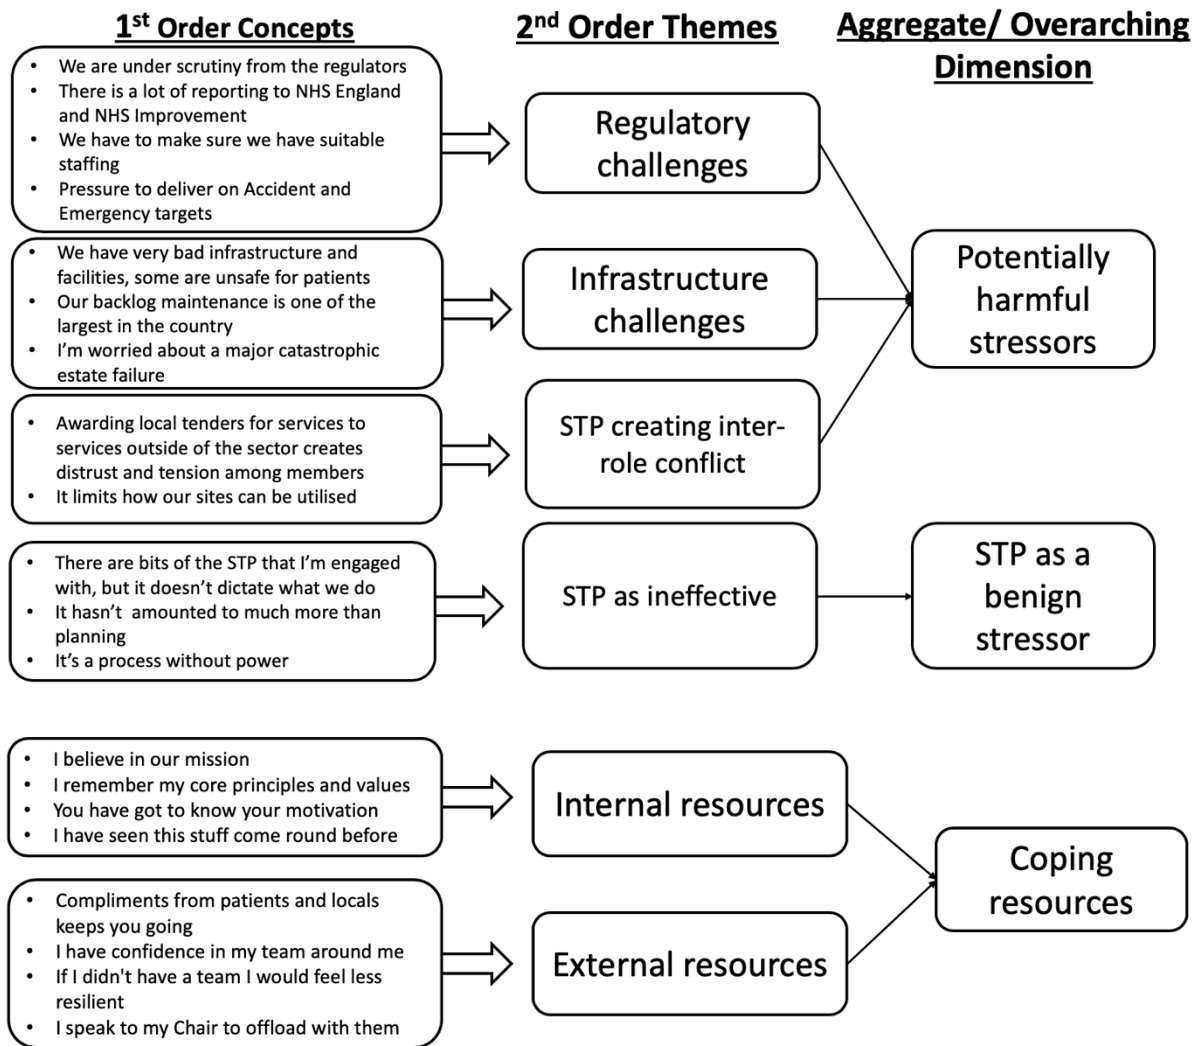 1st Order Concepts
2nd Order Themes
Aggregate/ Overarching
Dimension
• We are under scrutiny from the regulators
• There is a lot of reporting to NHS England
and NHS Improvement
• We have to make sure we have suitable
staffing
• Pressure to deliver on Accident and
Emergency targets
Regulatory
challenges
• We have very bad infrastructure and
facilities, some are unsafe for patients
• Our backlog maintenance is one of the
largest in the country
• I'm worried about a major catastrophic
estate failure
Infrastructure
challenges
Potentially
harmful
stressors
• Awarding local tenders for services to
services outside of the sector creates
distrust and tension among members
• It limits how our sites can be utilised
STP creating inter-
role conflict
• There are bits of the STP that I'm engaged
with, but it doesn't dictate what we do
• It hasn't amounted to much more than
planning
• It's a process without power
STP as ineffective
STP as a
benign
stressor
• I believe in our mission
• I remember my core principles and values
• You have got to know your motivation
• I have seen this stuff come round before
Internal resources
• Compliments from patients and locals
keeps you going
• I have confidence in my team around me
• If I didn't have a team I would feel less
resilient
• I speak to my Chair to offload with them
External resources
Coping
resources